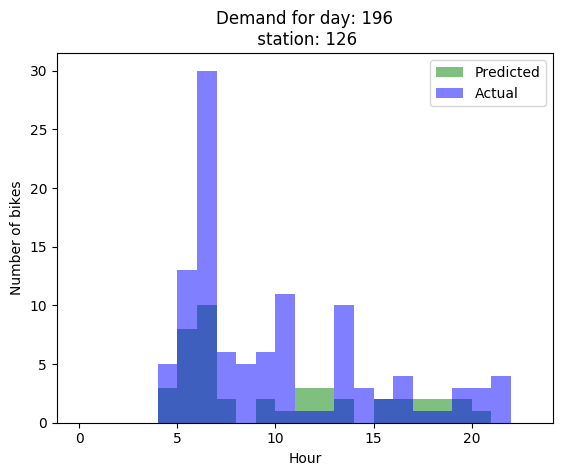 Demand for day: 196
station: 126
Predicted
Actual
30
25
20
15
10
5
0
Number of bikes
0 5 10 15 20
Hour